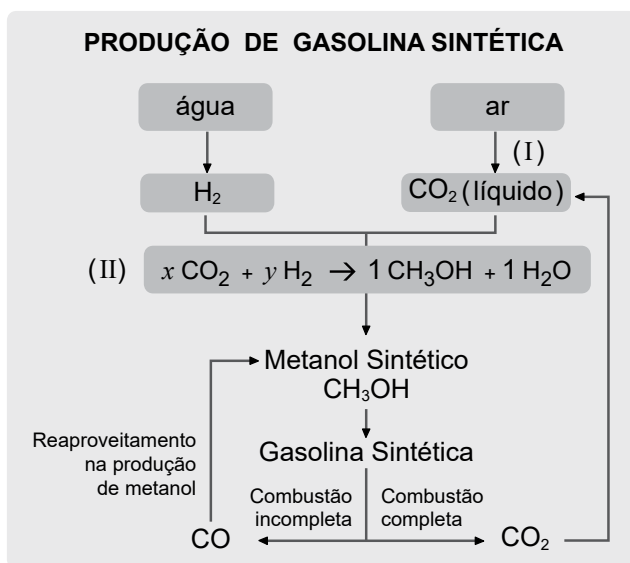 PRODUÇÃO DE GASOLINA SINTÉTICA
água
ar
(I)
H₂
CO₂ (líquido)
(II) x CO₂ + y H₂ → 1 CH₃OH + 1 H₂O
Metanol Sintético
CH₃OH
Reaproveitamento
na produção
de metanol
Gasolina Sintética
Combustão
incompleta
Combustão
completa
CO
CO₂